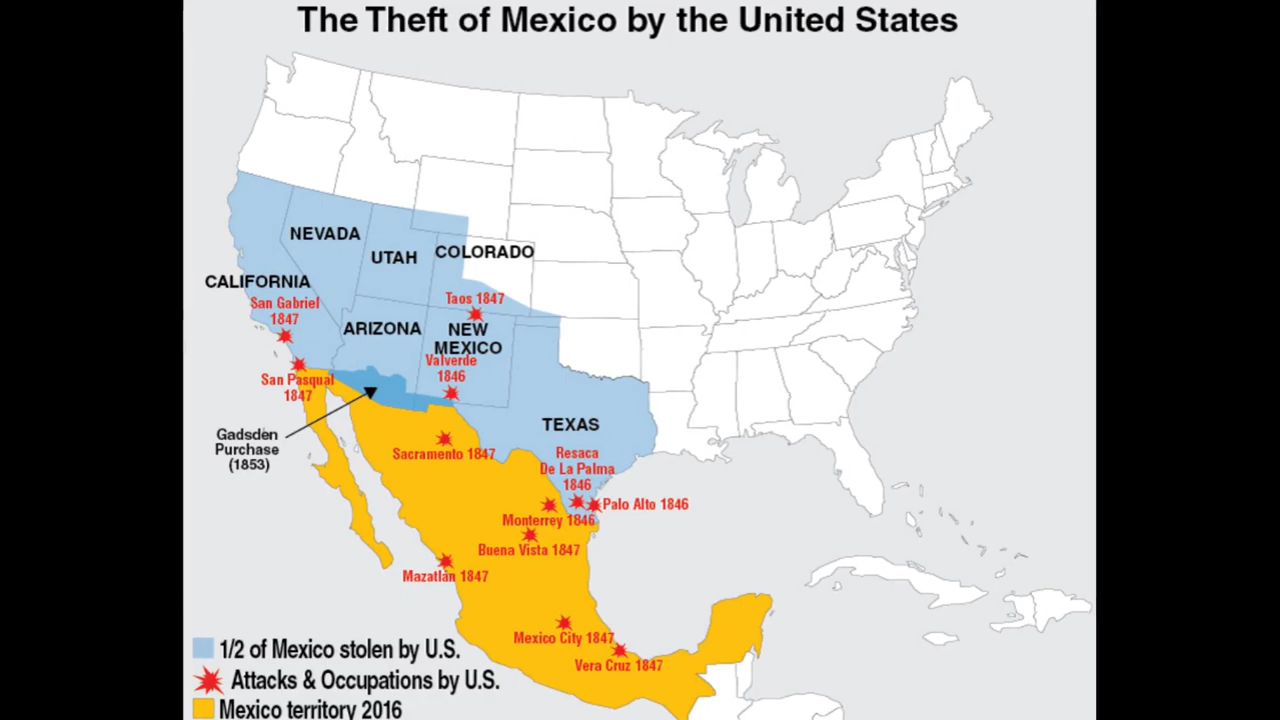 The Theft of Mexico by the United States
NEVADA
UTAH
COLORADO
CALIFORNIA
San Gabriel
1847
Taos 1847
ARIZONA
NEW
MEXICO
Valverde
1846
San Pasqual
1847
Gadsden
Purchase
(1853)
TEXAS
Sacramento 1847
Resaca
De La Palma
1846
Palo Alto 1846
Monterrey 1846
Buena Vista 1847
Mazatlan 1847
Mexico City 1847
Vera Cruz 1847
1/2 of Mexico stolen by U.S.
Attacks & Occupations by U.S.
Mexico territory 2016